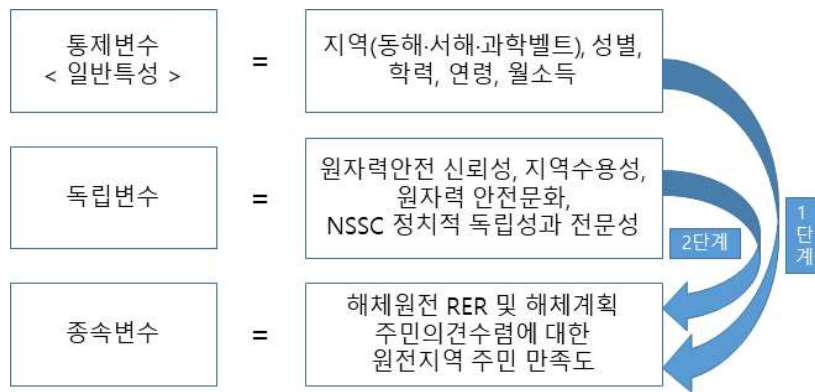 통제변수
< 일반특성 >
=
지역(동해·서해·과학벨트), 성별,
학력, 연령, 월소득
독립변수
=
원자력안전 신뢰성, 지역수용성,
원자력 안전문화,
NSSC 정치적 독립성과 전문성
2단계
1
단
계
종속변수
=
해체원전 RER 및 해체계획
주민의견수렴에 대한
원전지역 주민 만족도